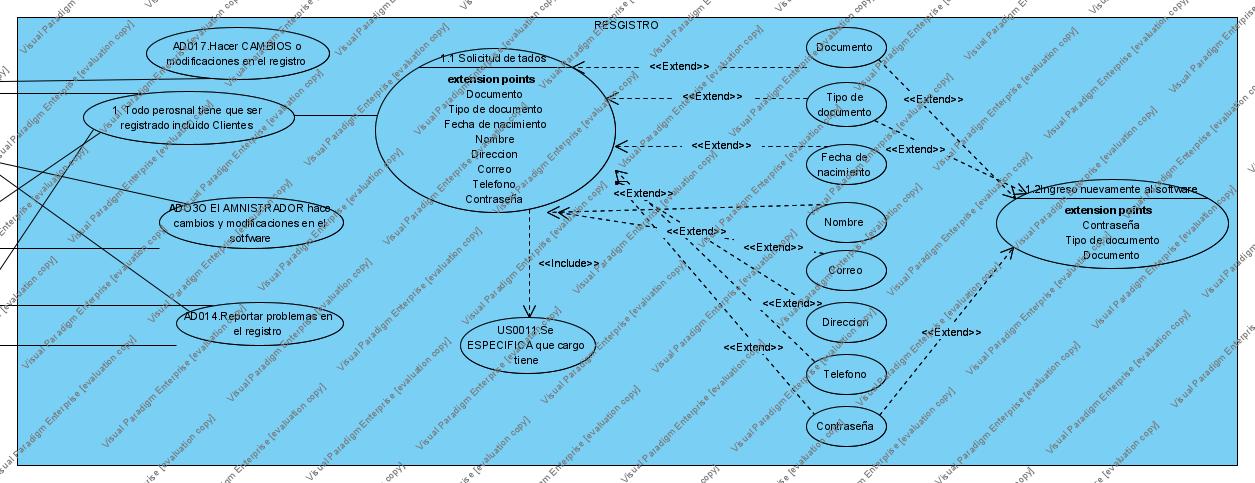 RESGISTRO
AD017.Hacer CAMBIOS o
modificaciones en el registro
1. Todo perosnal tiene que ser
registrado incluido Clientes
ADO3O El AMNISTRADOR hace
cambios y modificaciones en el
sotfware
AD014.Reportar problemas en
el registro
1.1 Solicitud de tados
extension points
Documento
Tipo de documento
Fecha de nacimiento
Nombre
Direccion
Correo
Telefono
Contraseña
<<Include>>
US0011.Se
ESPECIFICA que cargo
tiene
<<Extend>>
<<Extend>>
<<Extend>>
<<Extend>>
<<Extend>>
<<Extend>>
<<Extend>>
<<Extend>>
Documento
Tipo de
documento
Fecha de
nacimiento
Nombre
Correo
Direccion
Telefono
Contraseña
<<Extend>>
<<Extend>>
<<Extend>>
1.2Ingreso nuevamente al software
extension points
Contraseña
Tipo de documento
Documento
Visual Paradigm Enterprise [evaluation copy]